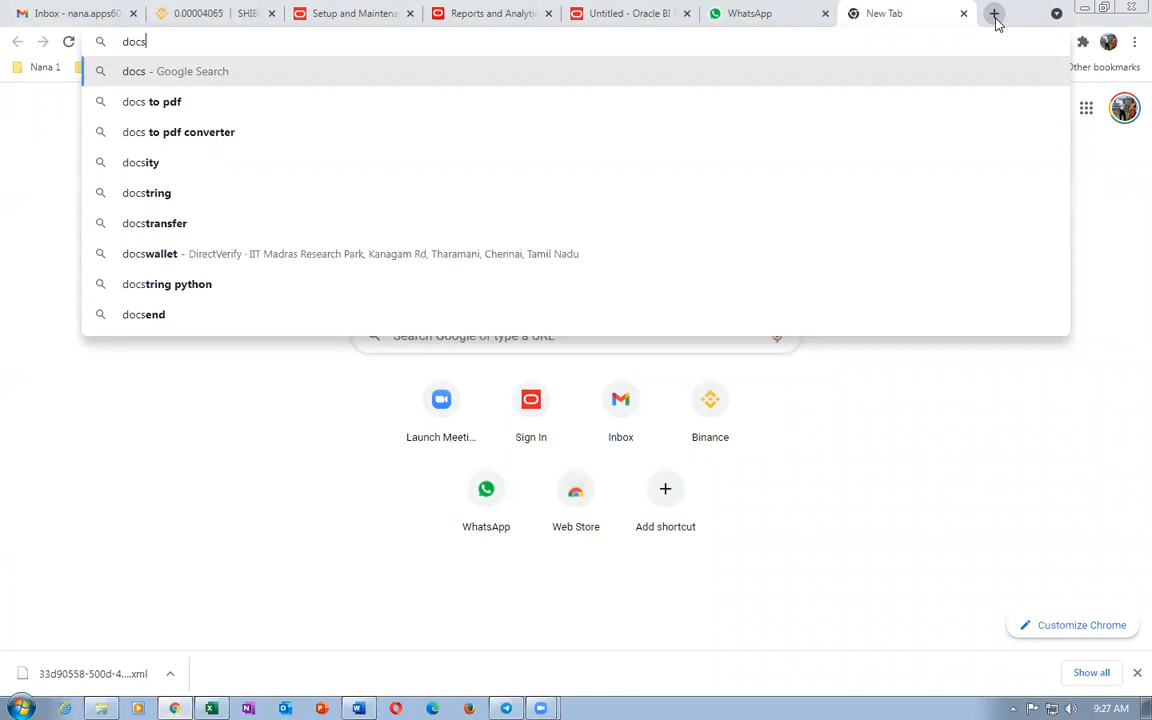 Inbox - nana.apps60
0.00004065 | SHIB
Setup and Maintena
Reports and Analyti
Untitled - Oracle BI
WhatsApp
New Tab
docs
Nana 1
Other bookmarks
docs - Google Search
docs to pdf
docs to pdf converter
docsity
docstring
docstransfer
docswallet - DirectVerify · IIT Madras Research Park, Kanagam Rd, Tharamani, Chennai, Tamil Nadu
docstring python
docsend
Search Google or type a URL
Launch Meeti...
Sign In
Inbox
Binance
WhatsApp
Web Store
Add shortcut
Customize Chrome
33d90558-500d-4....xml
Show all
9:27 AM